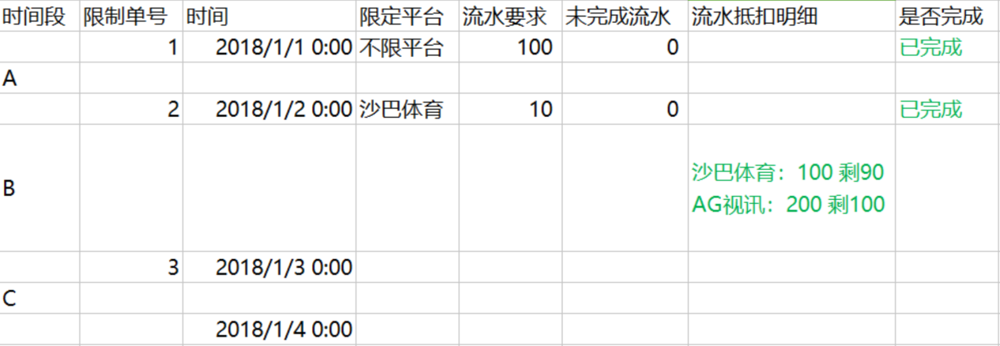 时间段 限制单号 时间 限定平台 流水要求 未完成流水 流水抵扣明细 是否完成
1 2018/1/1 0:00 不限平台 100 0 已完成
A
2 2018/1/2 0:00 沙巴体育 10 0 已完成
B
沙巴体育：100 剩90
AG视讯：200 剩100
3 2018/1/3 0:00
C
2018/1/4 0:00